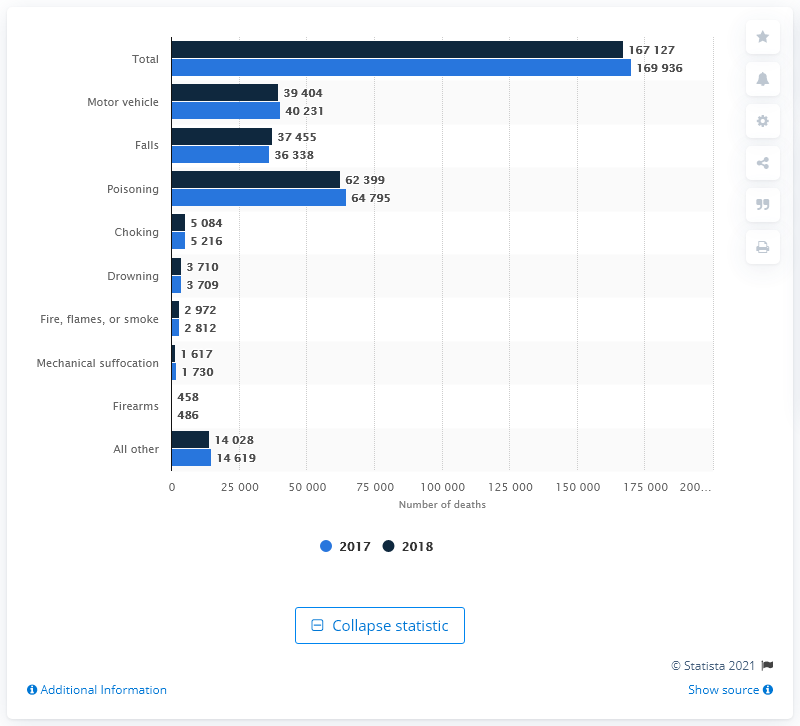 Total
167 127
169 936
Motor vehicle
39 404
40 231
Falls
37 455
36 338
Poisoning
62 399
64 795
Choking
5 084
5 216
Drowning
3 710
3 709
Fire, flames, or smoke
2 972
2 812
Mechanical suffocation
1 617
1 730
Firearms
458
486
All other
14 028
14 619
0 25 000 50 000 75 000 100 000 125 000 150 000 175 000 200...
Number of deaths
2017 2018
Collapse statistic
© Statista 2021
Additional Information
Show source